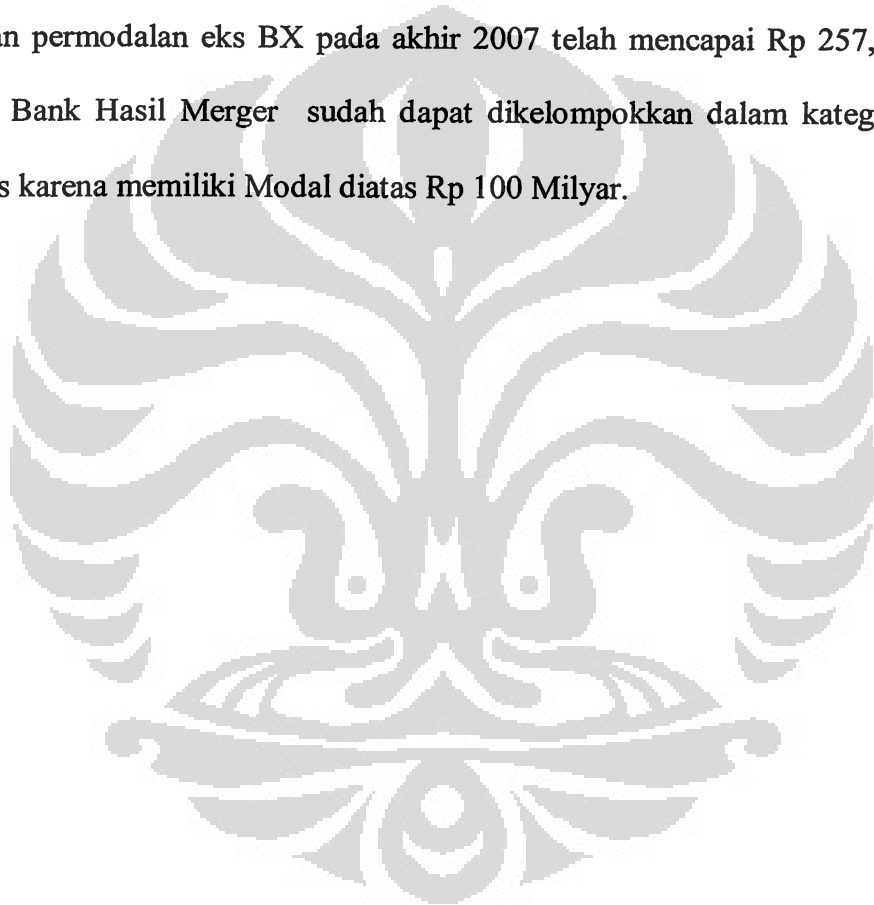 an permodalan eks BX pada akhir 2007 telah mencapai Rp 257,
Bank Hasil Merger sudah dapat dikelompokkan dalam kateg
s karena memiliki Modal diatas Rp 100 Milyar.